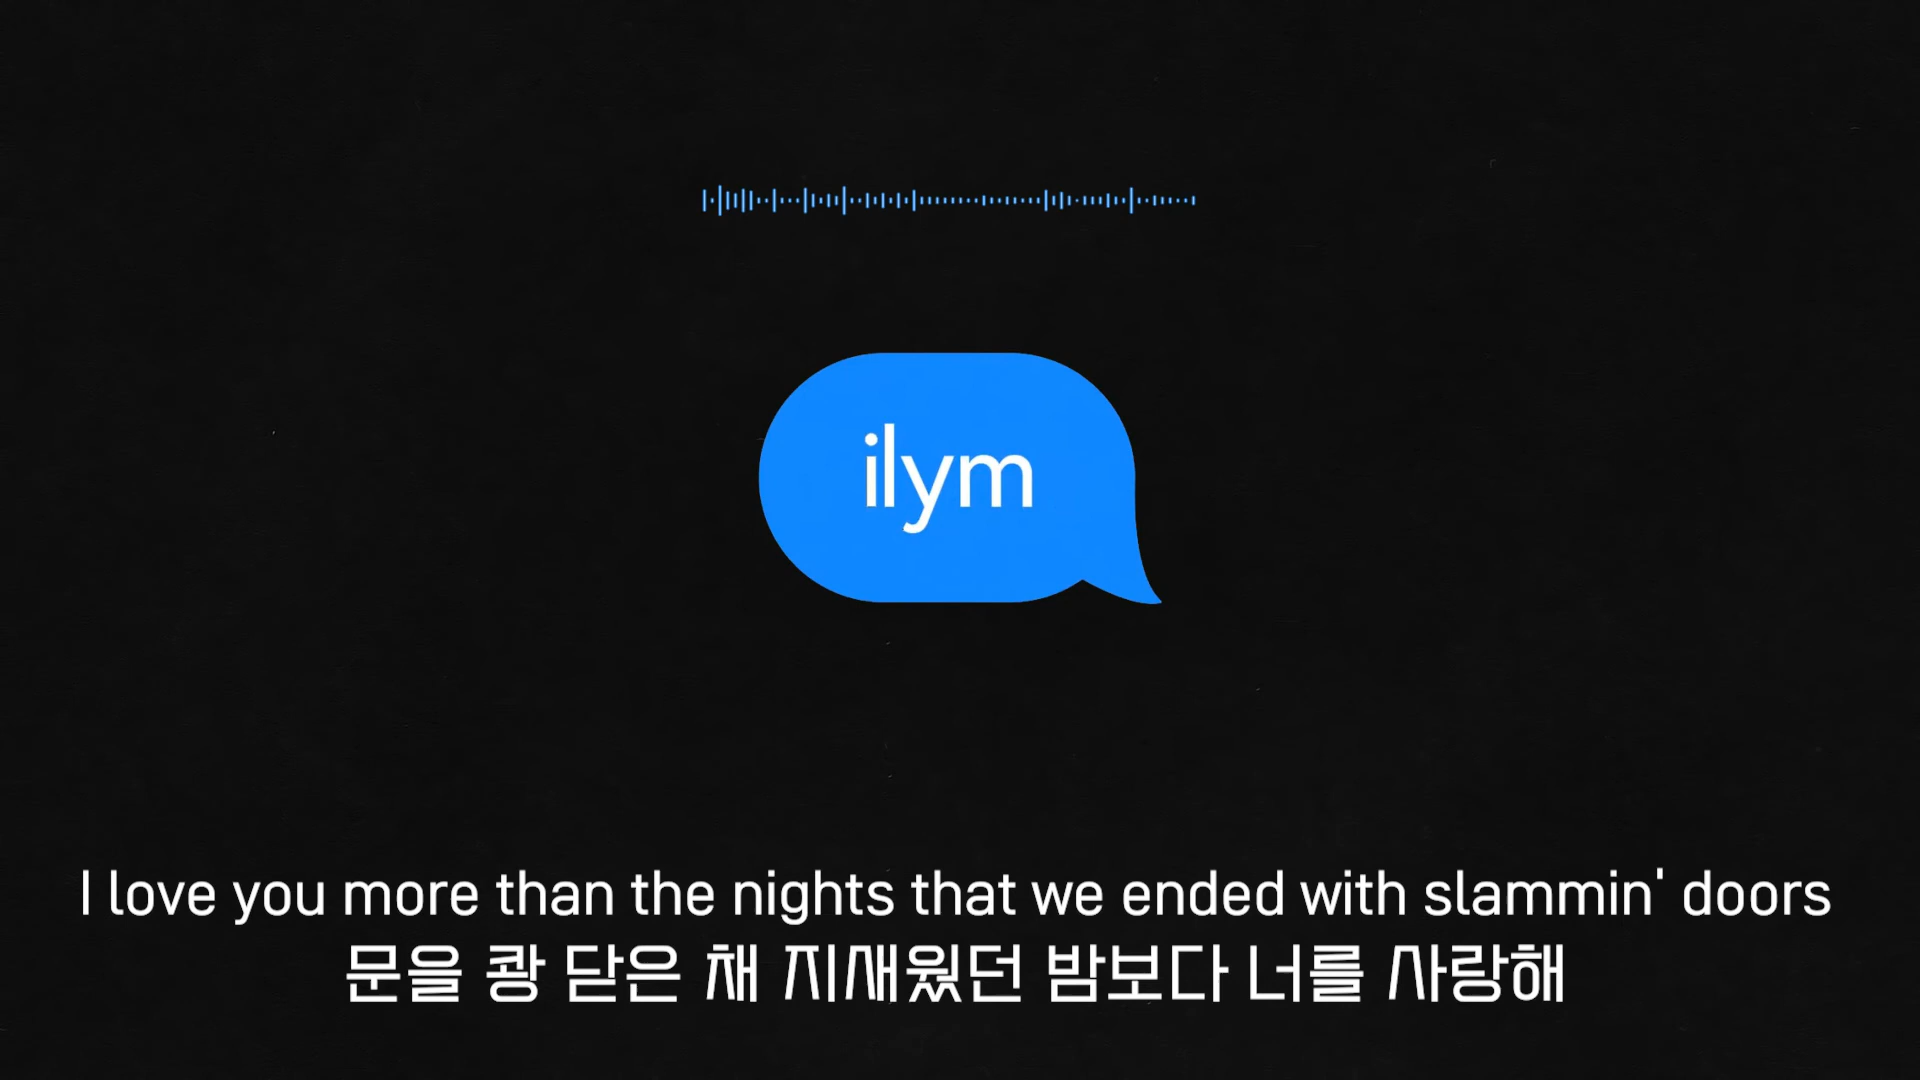 ilym
I love you more than the nights that we ended with slammin' doors
문을 쾅 닫은 채 지새웠던 밤보다 너를 사랑해